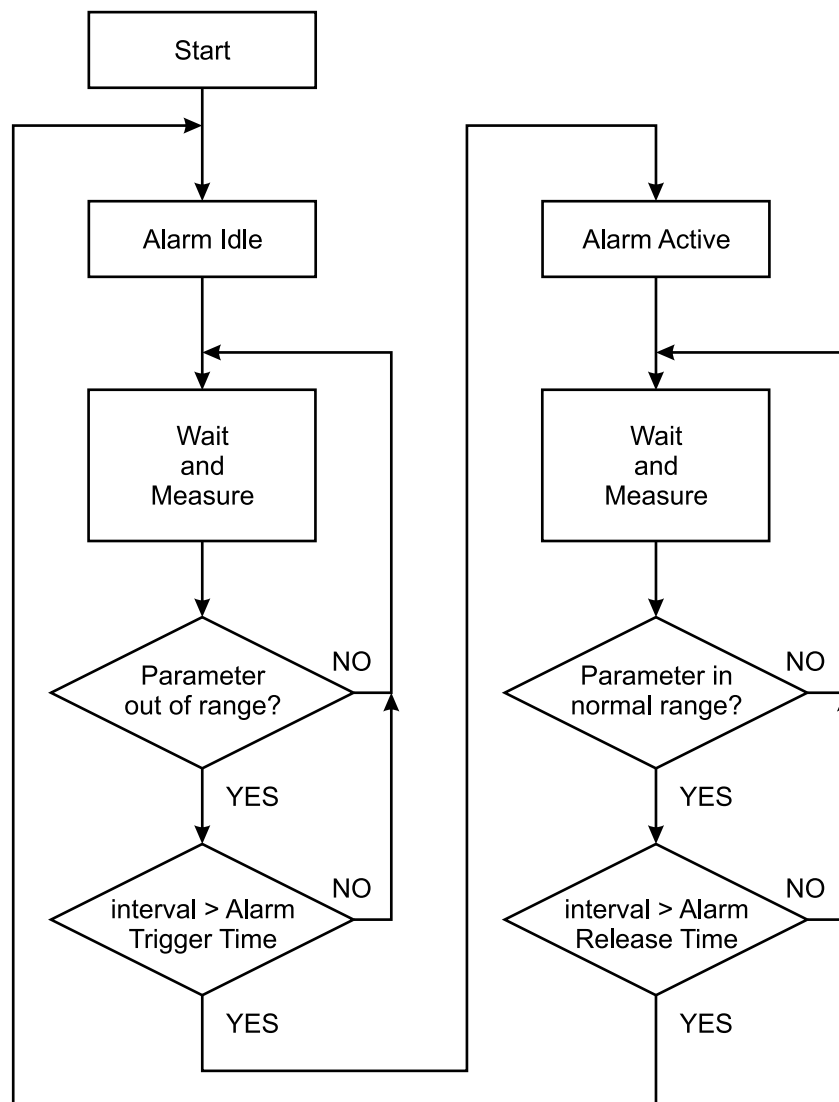 Start
Alarm Idle
Wait
and
Measure
Parameter
out of range?
NO
YES
interval > Alarm
Trigger Time
NO
YES
Alarm Active
Wait
and
Measure
Parameter in
normal range?
NO
YES
interval > Alarm
Release Time
NO
YES